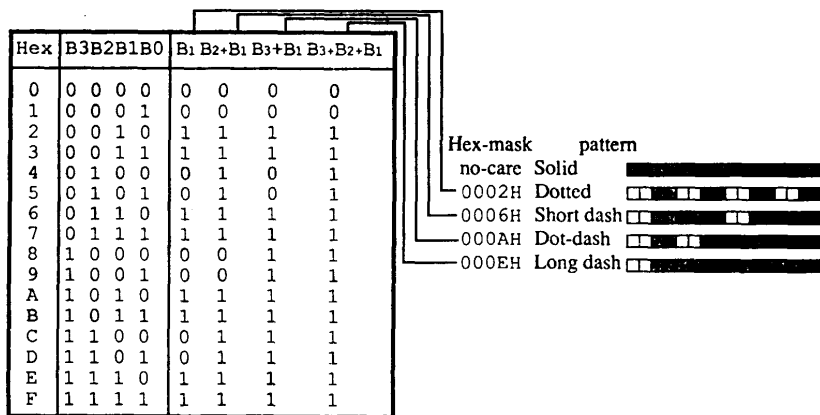 Hex B3B2B1B0 B1 B2+B1 B3+B1 B3+B2+B1
0 0 0 0 0 0 0 0 0
1 0 0 0 1 0 0 0 0
2 0 0 1 0 1 1 1 1
3 0 0 1 1 1 1 1 1
4 0 1 0 0 0 1 0 1
5 0 1 0 1 0 1 0 1
6 0 1 1 0 1 1 1 1
7 0 1 1 1 1 1 1 1
8 1 0 0 0 0 0 1 1
9 1 0 0 1 0 0 1 1
A 1 0 1 0 1 1 1 1
B 1 0 1 1 1 1 1 1
C 1 1 0 0 0 1 1 1
D 1 1 0 1 0 1 1 1
E 1 1 1 0 1 1 1 1
F 1 1 1 1 1 1 1 1
Hex-mask pattern
no-care Solid
0002H Dotted
0006H Short dash
000AH Dot-dash
000EH Long dash